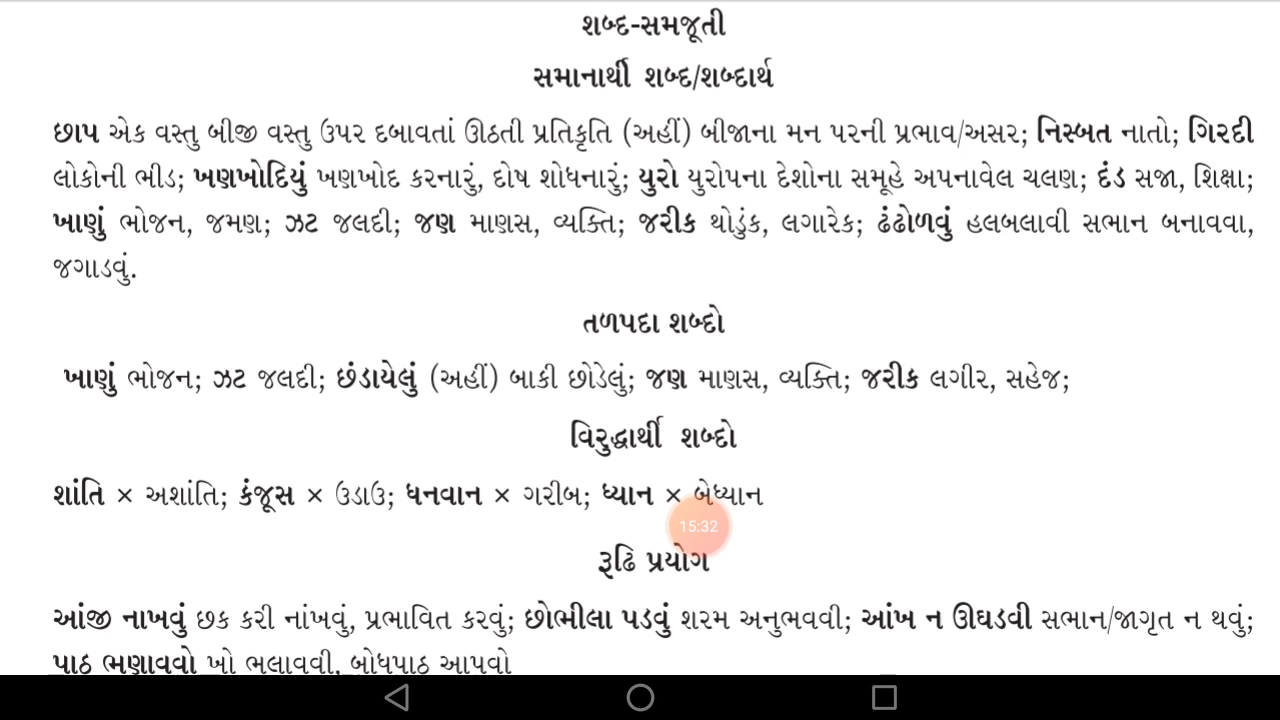 શબ્દ-સમજૂતી
સમાનાર્થી શબ્દ/શબ્દાર્થ
છાપ એક વસ્તુ બીજી વસ્તુ ઉપર દબાવતાં ઊઠતી પ્રતિકૃતિ (અહીં) બીજાના મન પરની પ્રભાવ/અસર; નિસ્બત નાતો; ગિરદી
લોકોની ભીડ; ખણખોદિયું ખણખોદ કરનારું, દોષ શોધનારું; યુરો યુરોપના દેશોના સમૂહે અપનાવેલ ચલણ; દંડ સજા, શિક્ષા;
ખાણું ભોજન, જમણ; ઝટ જલદી; જણ માણસ, વ્યક્તિ; જરીક થોડુંક, લગારેક; ઢંઢોળવું હલબલાવી સભાન બનાવવા,
જગાડવું.
તળપદા શબ્દો
ખાણું ભોજન; ઝટ જલદી; છંડાયેલું (અહીં) બાકી છોડેલું; જણ માણસ, વ્યક્તિ; જરીક લગીર, સહેજ;
વિરુદ્ધાર્થી શબ્દો
શાંતિ × અશાંતિ; કંજૂસ × ઉડાઉ; ધનવાન × ગરીબ; ધ્યાન × બેધ્યાન
15:32
રૂઢિ પ્રયોગ
આંજી નાખવું છક કરી નાંખવું, પ્રભાવિત કરવું; છોભીલા પડવું શરમ અનુભવવી; આંખ ન ઊઘડવી સભાન/જાગૃત ન થવું;
પાઠ ભણાવવો ખો ભલાવવી, બોધપાઠ આપવો